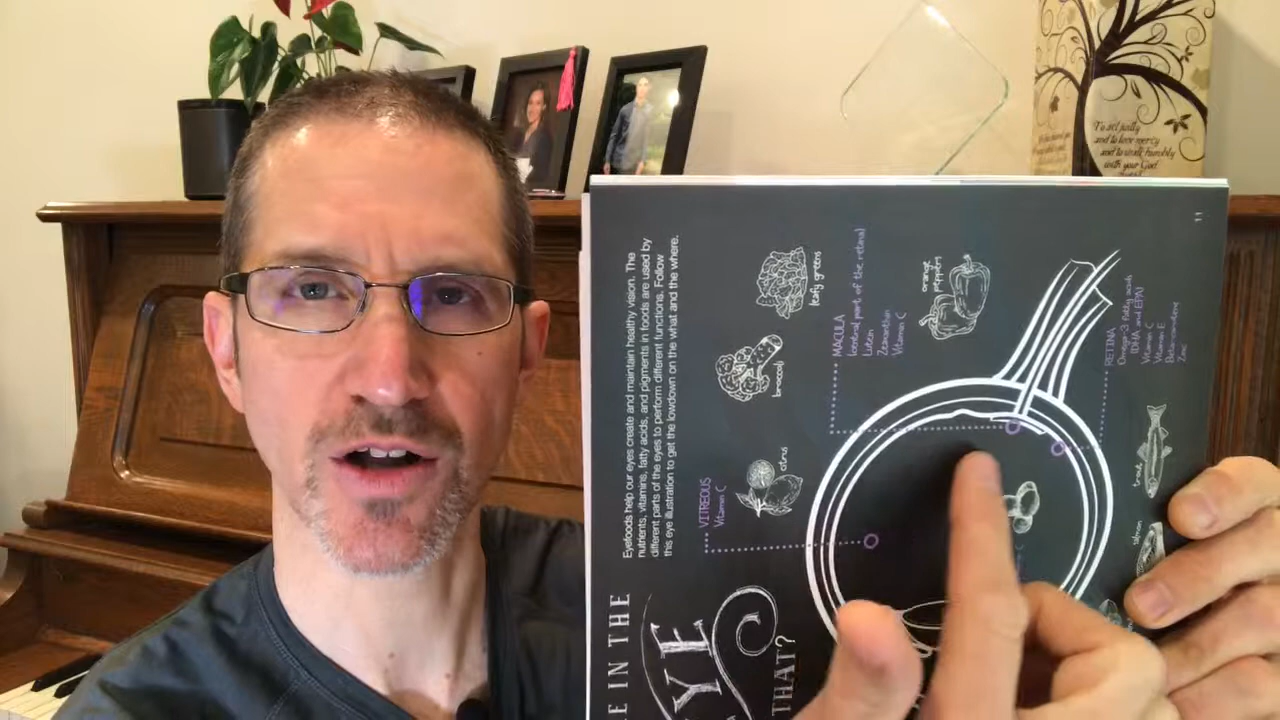 To act justly
and to love mercy
and to walk humbly
with your God
11
Eyefoods help our eyes create and maintain healthy vision. The
nutrients, vitamins, fatty acids, and pigments in foods are used by
different parts of the eyes to perform different functions. Follow
this eye illustration to get the lowdown on the what and the where.
IN THE
EYE
THAT?
VITREOUS
Vitamin C
citrus
broccoli
leafy greens
MACULA
(central part of the retina)
Lutein
Zeaxanthin
Vitamin C
orange
peppers
RETINA
Omega-3 fatty acids
(DHA and EPA)
Vitamin C
Vitamin E
Betacarotene
Zinc
trout
salmon